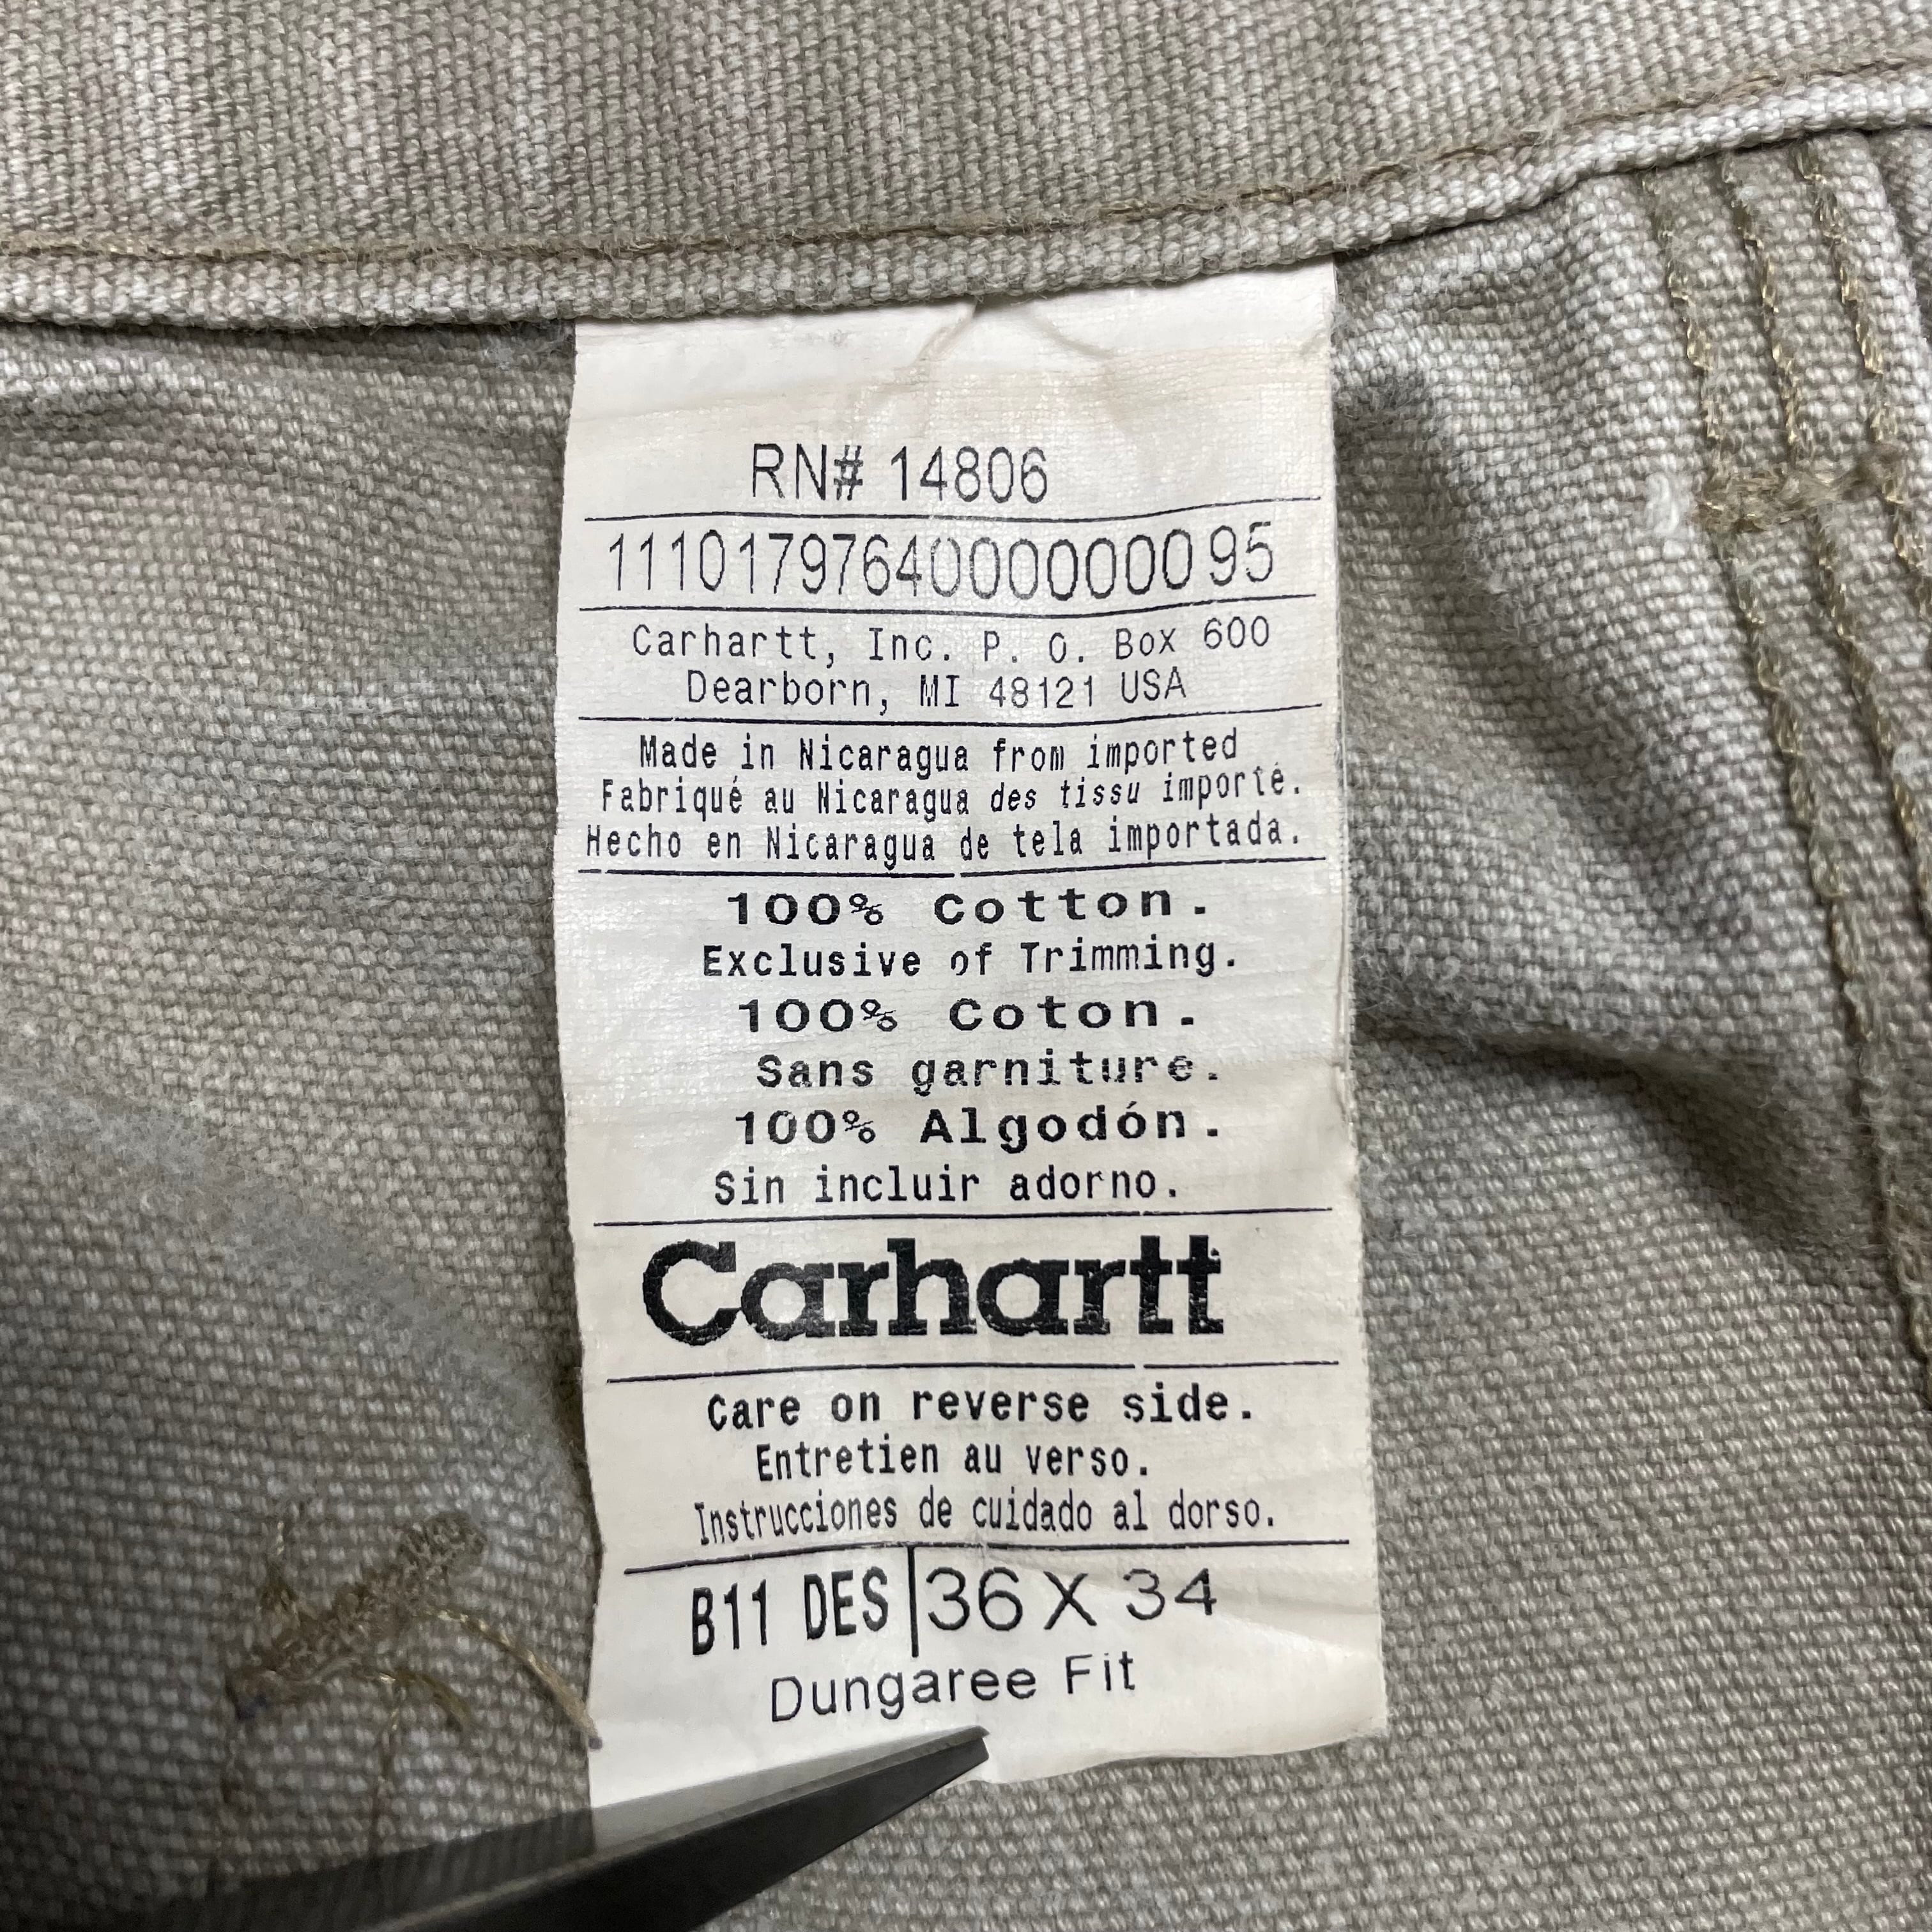 RN# 14806
11101797640000000095
Carhartt, Inc. P. O. Box 600
Dearborn, MI 48121 USA
Made in Nicaragua from imported
Fabriqué au Nicaragua des tissu importé.
Hecho en Nicaragua de tela importada.
100% Cotton.
Exclusive of Trimming.
100% Coton.
Sans garniture.
100% Algodón.
Sin incluir adorno.
Carhartt
Care on reverse side.
Entretien au verso.
Instrucciones de cuidado al dorso.
B11 DES 36 X 34
Dungaree Fit